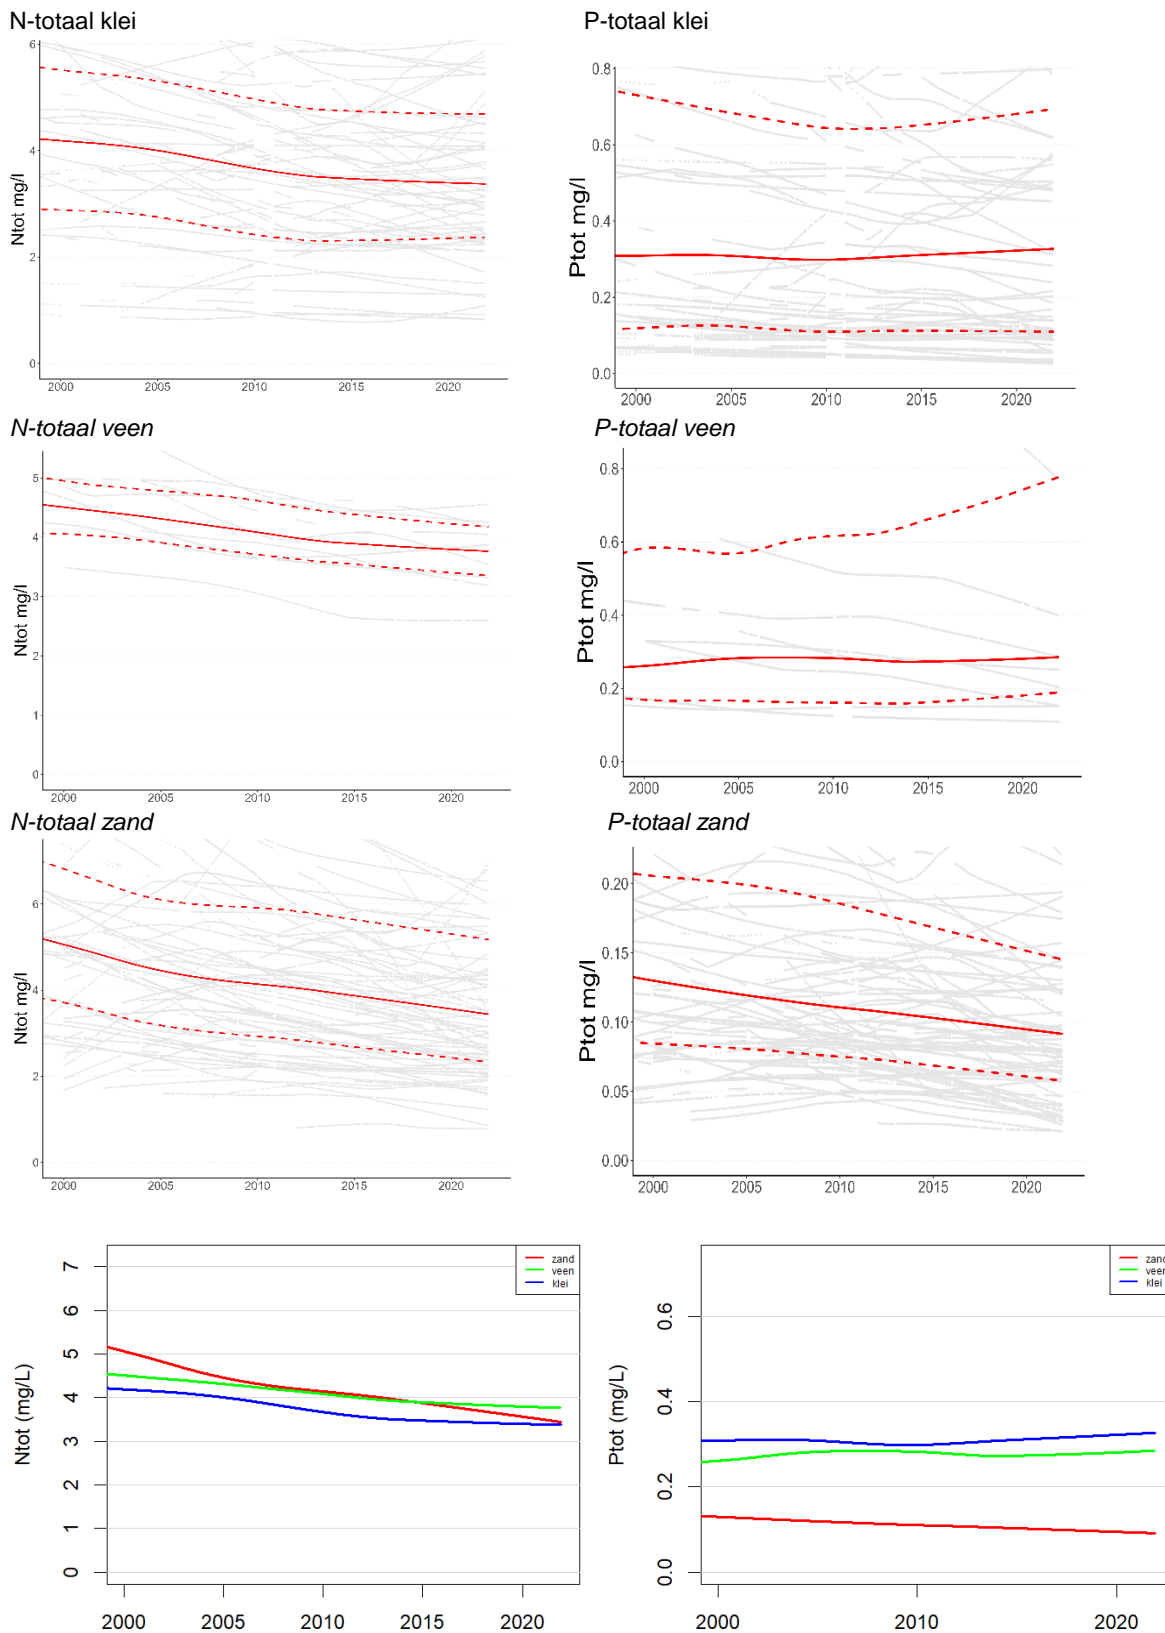 N-totaal klei
6
4
2
0
Ntot mg/l
2000 2005 2010 2015 2020
P-totaal klei
0.8
0.6
0.4
0.2
0.0
Ptot mg/l
2000 2005 2010 2015 2020
N-totaal veen
5
4
3
2
1
0
Ntot mg/l
2000 2005 2010 2015 2020
P-totaal veen
0.8
0.6
0.4
0.2
0.0
Ptot mg/l
2000 2005 2010 2015 2020
N-totaal zand
6
4
2
0
Ntot mg/l
2000 2005 2010 2015 2020
P-totaal zand
0.20
0.15
0.10
0.05
0.00
Ptot mg/l
2000 2005 2010 2015 2020
zand
veen
klei
7
6
5
4
3
2
1
0
Ntot (mg/L)
2000 2005 2010 2015 2020
zand
veen
klei
0.6
0.4
0.2
0.0
Ptot (mg/L)
2000 2010 2020